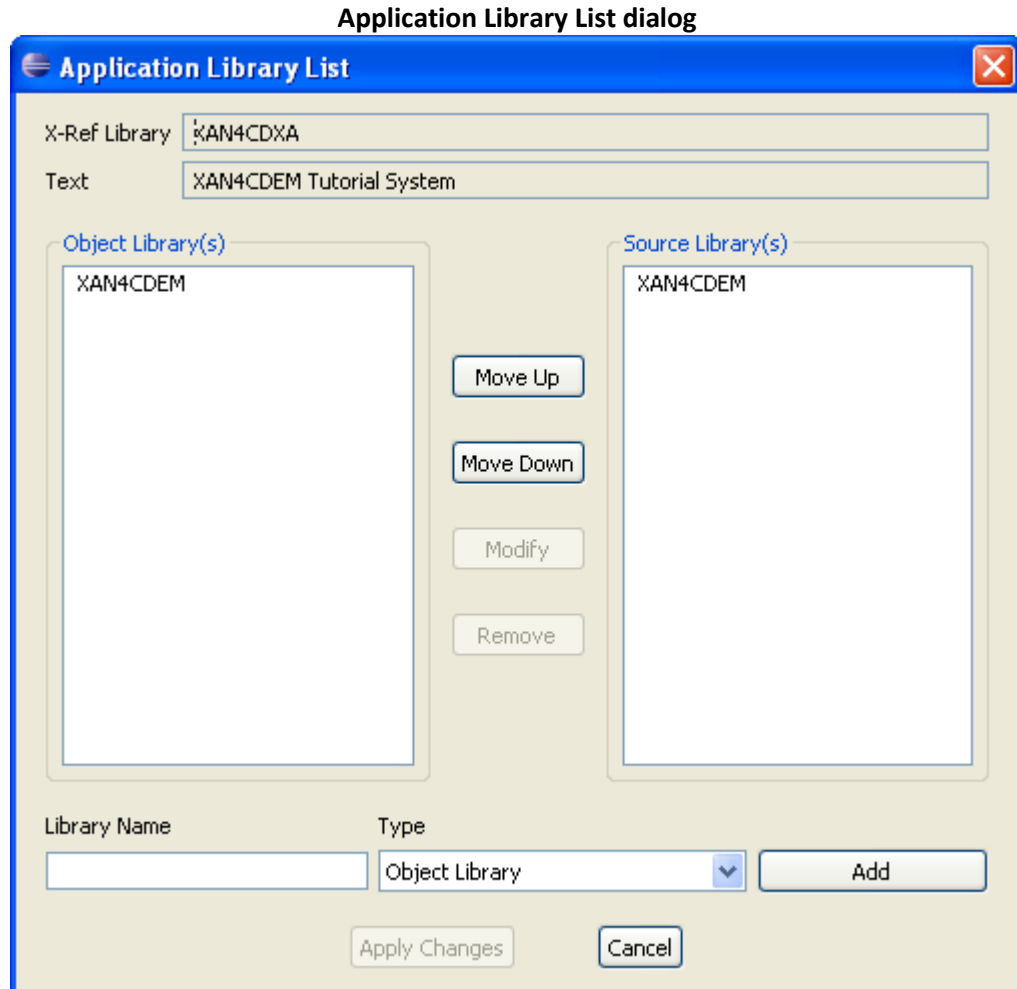 Application Library List dialog
Application Library List
X-Ref Library XAN4CDXA
Text XAN4CDEM Tutorial System
Object Library(s) Source Library(s)
XAN4CDEM XAN4CDEM
Move Up
Move Down
Modify
Remove
Library Name Type
Object Library Add
Apply Changes Cancel